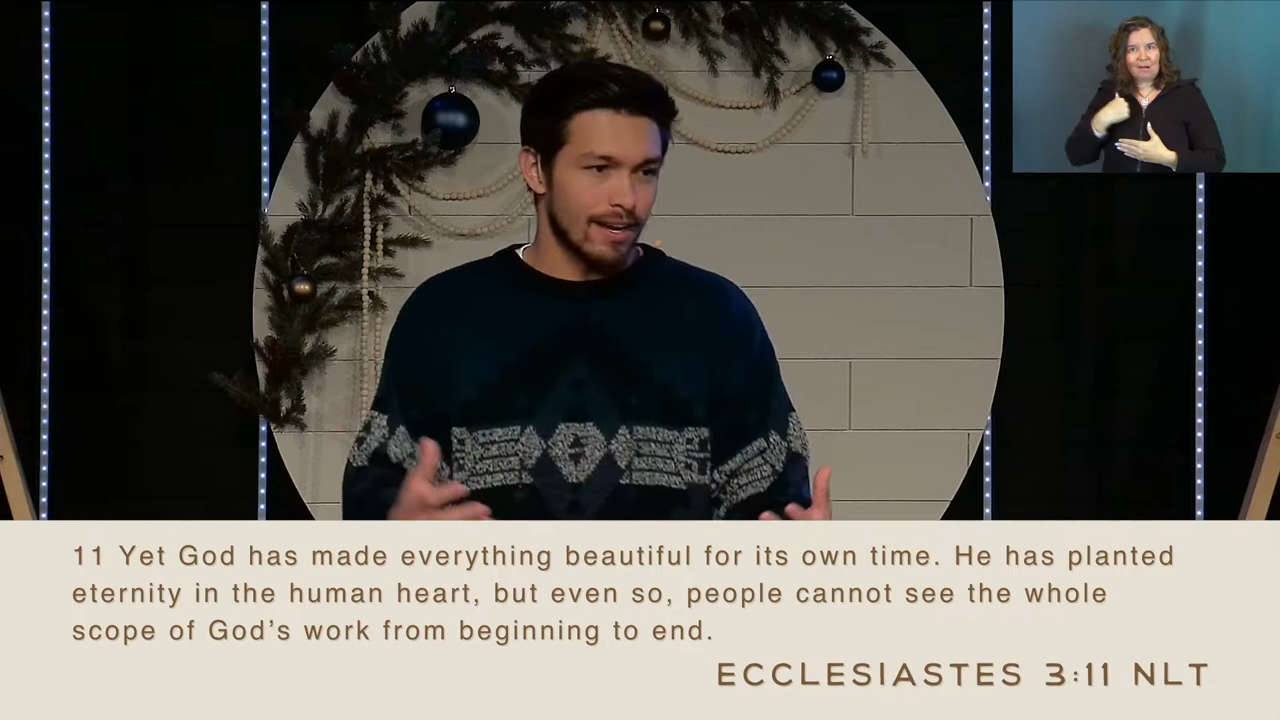 11 Yet God has made everything beautiful for its own time. He has planted
eternity in the human heart, but even so, people cannot see the whole
scope of God’s work from beginning to end.
ECCLESIASTES 3:11 NLT